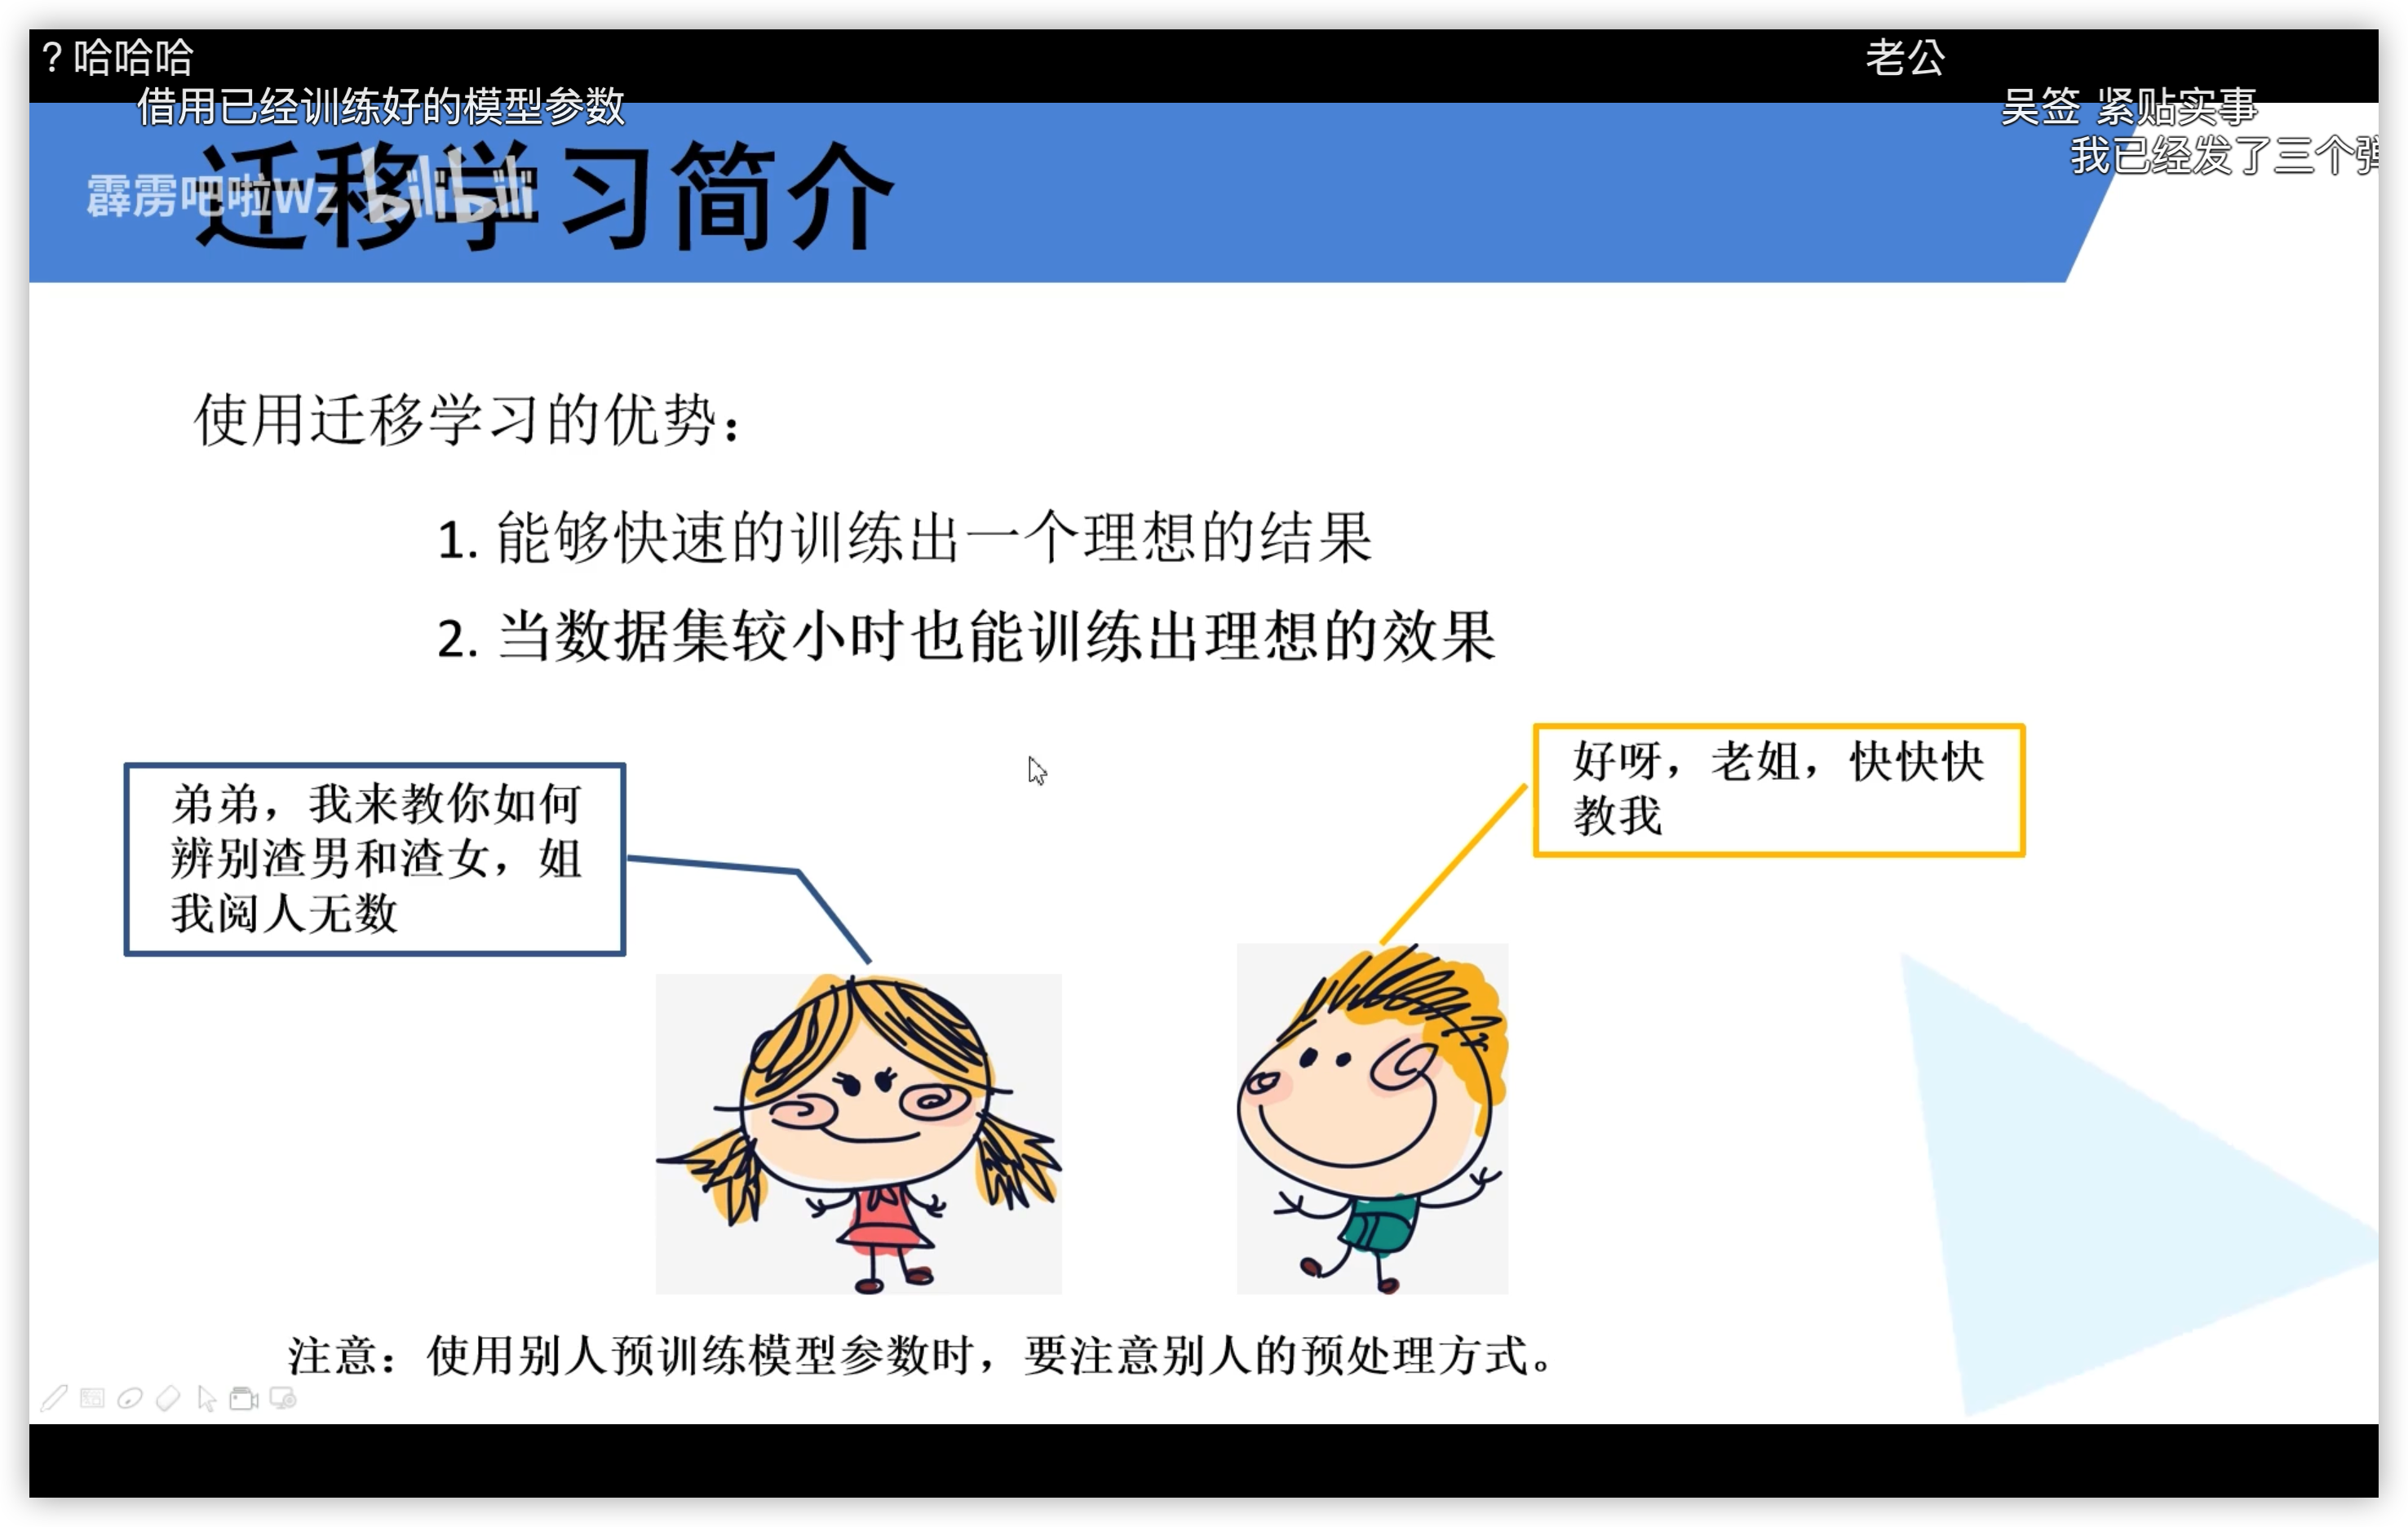 ？哈哈哈
老公
借用已经训练好的模型参数
吴签 紧贴实事
我已经发了三个弹
霹雳吧啦Wz bilibili
迁移学习简介
使用迁移学习的优势：
1. 能够快速的训练出一个理想的结果
2. 当数据集较小时也能训练出理想的效果
弟弟，我来教你如何
辨别渣男和渣女，姐
我阅人无数
好呀，老姐，快快快
教我
注意：使用别人预训练模型参数时，要注意别人的预处理方式。